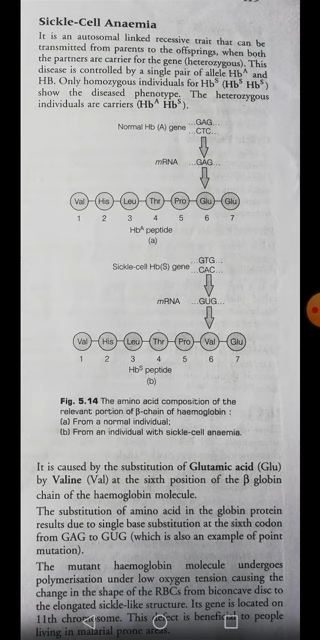 Sickle-Cell Anaemia
It is an autosomal linked recessive trait that can be
transmitted from parents to the offsprings, when both
the partners are carrier for the gene (heterozygous). This
disease is controlled by a single pair of allele Hbᴬ and
HB. Only homozygous individuals for Hbˢ (Hbˢ Hbˢ)
show the diseased phenotype. The heterozygous
individuals are carriers (Hbᴬ Hbˢ).
Normal Hb (A) gene ...GAG...
...CTC...
mRNA ...GAG...
Val His Leu Thr Pro Glu Glu
1 2 3 4 5 6 7
Hbᴬ peptide
(a)
Sickle-cell Hb(S) gene ...GTG...
...CAC...
mRNA ...GUG...
Val His Leu Thr Pro Val Glu
1 2 3 4 5 6 7
Hbˢ peptide
(b)
Fig. 5.14 The amino acid composition of the
relevant portion of β-chain of haemoglobin :
(a) From a normal individual;
(b) From an individual with sickle-cell anaemia.
It is caused by the substitution of Glutamic acid (Glu)
by Valine (Val) at the sixth position of the β globin
chain of the haemoglobin molecule.
The substitution of amino acid in the globin protein
results due to single base substitution at the sixth codon
from GAG to GUG (which is also an example of point
mutation).
The mutant haemoglobin molecule undergoes
polymerisation under low oxygen tension causing the
change in the shape of the RBCs from biconcave disc to
the elongated sickle-like structure. Its gene is located on
11th chromosome. This defect is beneficial to people
living in malarial prone areas.